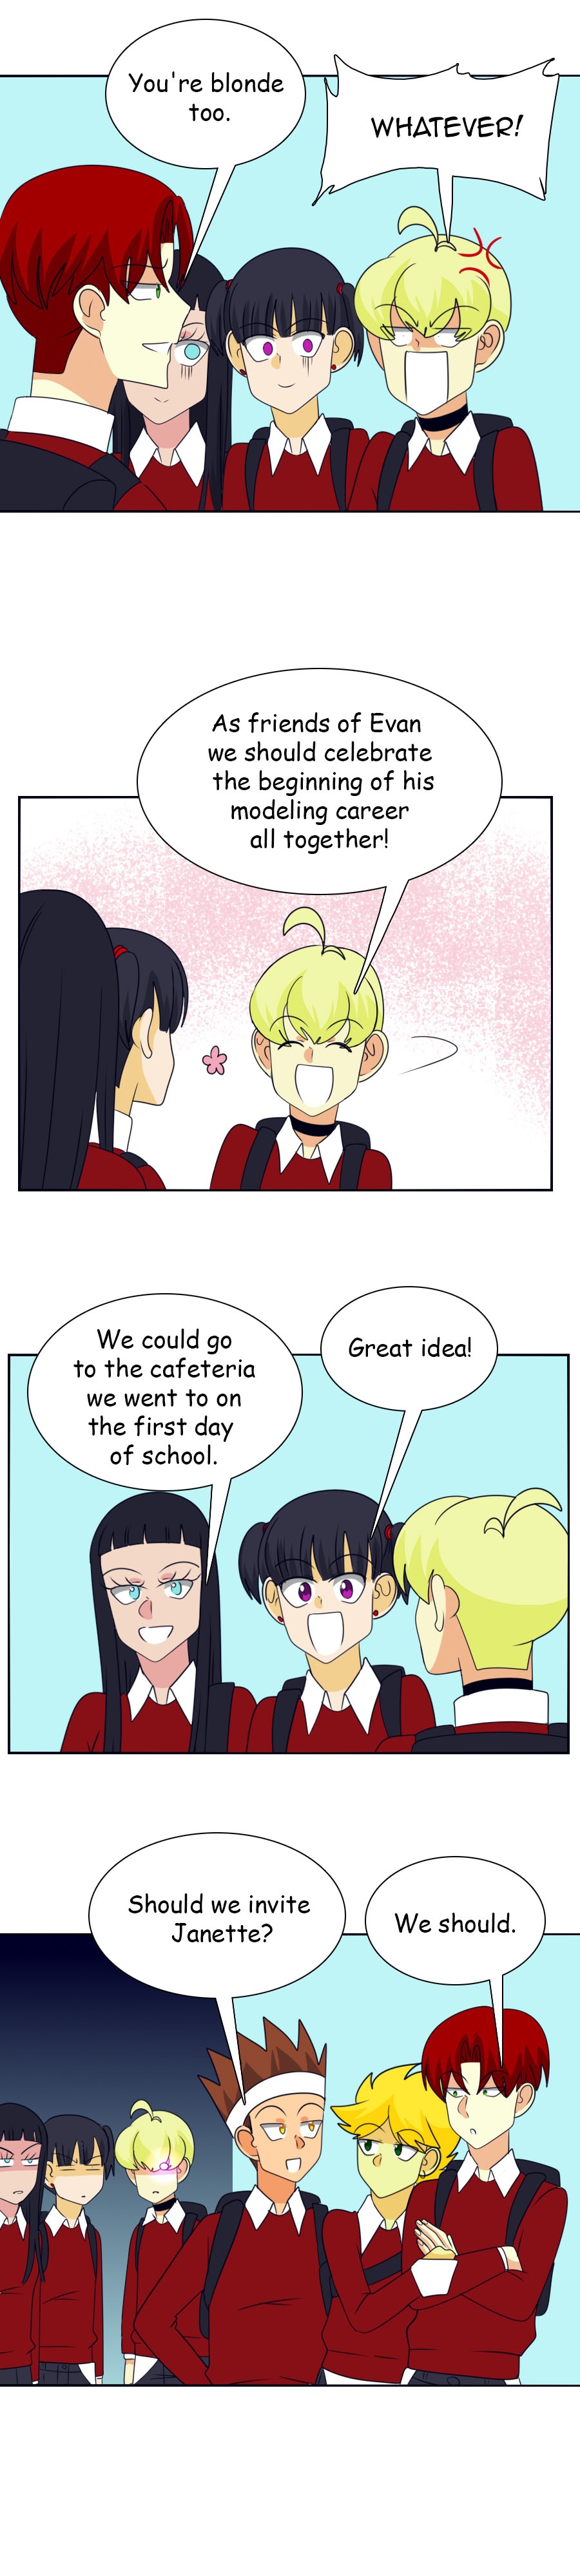 You're blonde
too.
WHATEVER!
As friends of Evan
we should celebrate
the beginning of his
modeling career
all together!
We could go
to the cafeteria
we went to on
the first day
of school.
Great idea!
Should we invite
Janette?
We should.